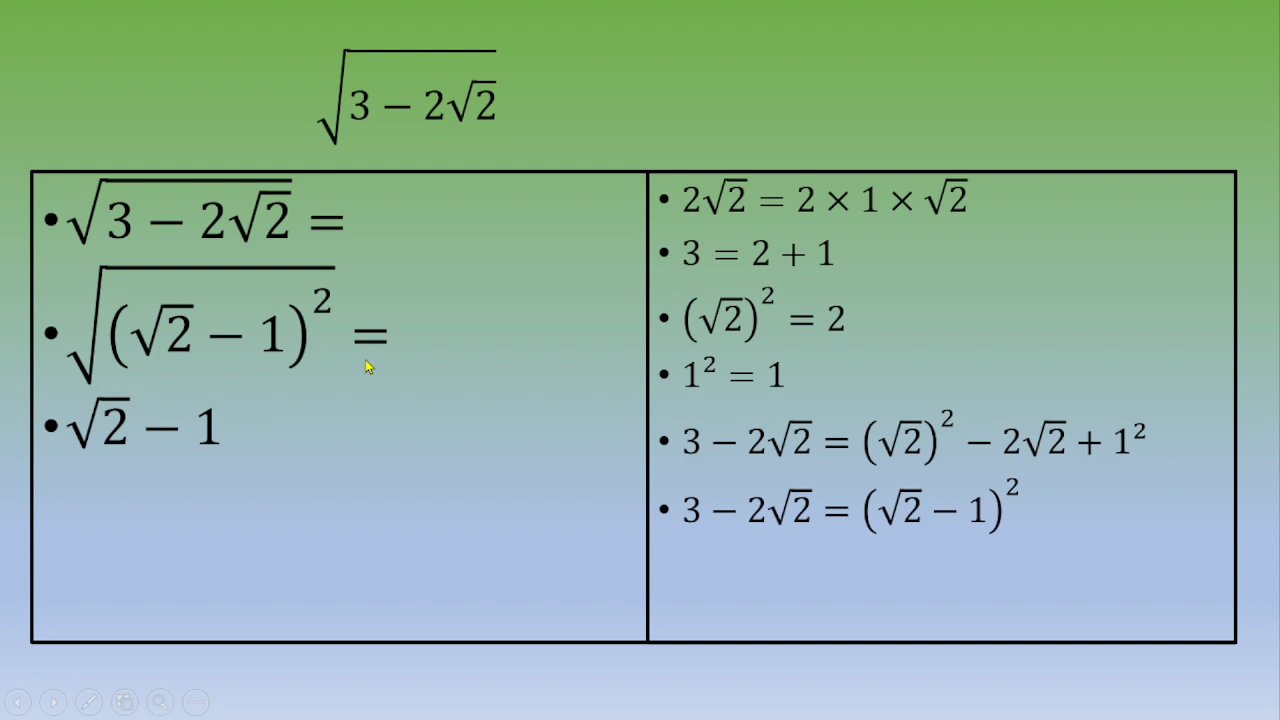 √(3 − 2√2)
• √(3 − 2√2) =
• √((√2 − 1)²) =
• √2 − 1
• 2√2 = 2 × 1 × √2
• 3 = 2 + 1
• (√2)² = 2
• 1² = 1
• 3 − 2√2 = (√2)² − 2√2 + 1²
• 3 − 2√2 = (√2 − 1)²